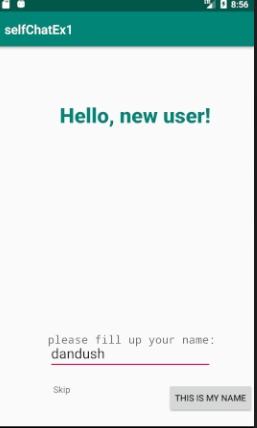 8:56
selfChatEx1
Hello, new user!
please fill up your name:
dandush
Skip
THIS IS MY NAME